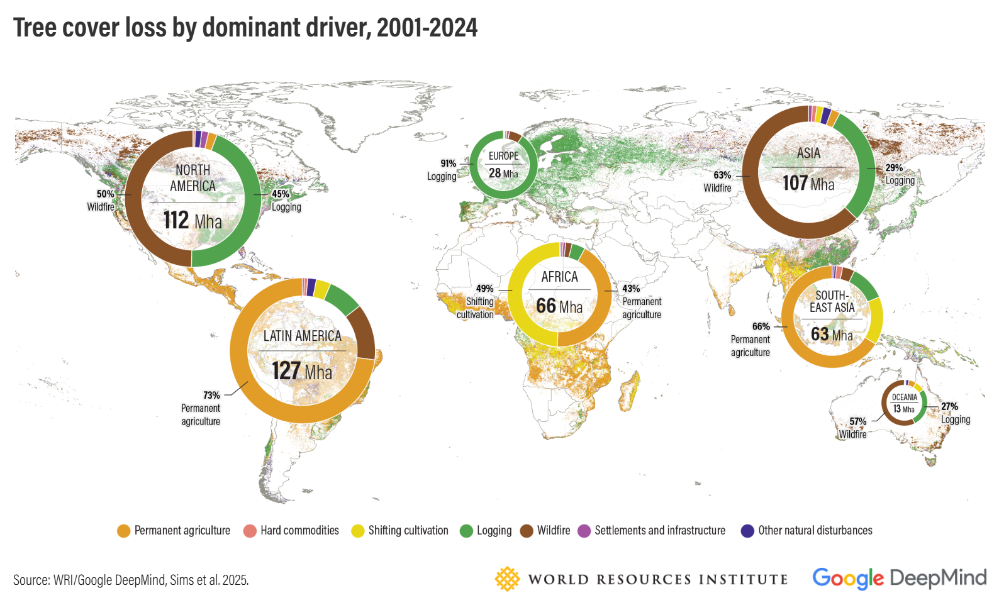 Tree cover loss by dominant driver, 2001-2024
NORTH
AMERICA
112 Mha
50%
Wildfire
45%
Logging
EUROPE
28 Mha
91%
Logging
ASIA
107 Mha
63%
Wildfire
29%
Logging
LATIN AMERICA
127 Mha
73%
Permanent
agriculture
AFRICA
66 Mha
49%
Shifting
cultivation
43%
Permanent
agriculture
SOUTH-
EAST ASIA
63 Mha
66%
Permanent
agriculture
OCEANIA
13 Mha
57%
Wildfire
27%
Logging
Permanent agriculture Hard commodities Shifting cultivation Logging Wildfire Settlements and infrastructure Other natural disturbances
Source: WRI/Google DeepMind, Sims et al. 2025.
WORLD RESOURCES INSTITUTE
Google DeepMind